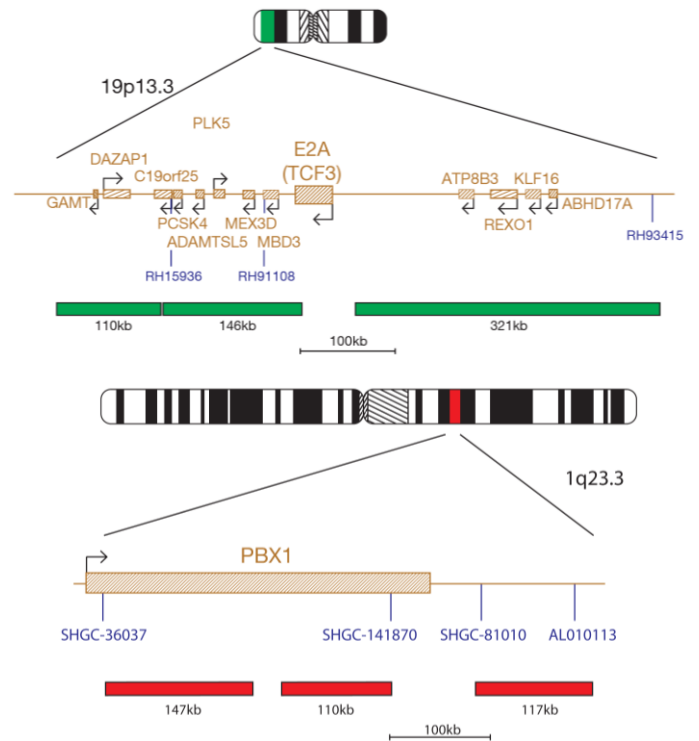 19p13.3
PLK5
DAZAP1
E2A
(TCF3)
C19orf25
ATP8B3 KLF16
GAMT
ABHD17A
PCSK4
MEX3D
REXO1
ADAMTSL5
MBD3
RH93415
RH15936
RH91108
110kb
146kb
321kb
100kb
1q23.3
PBX1
SHGC-36037
SHGC-141870
SHGC-81010
AL010113
147kb
110kb
117kb
100kb